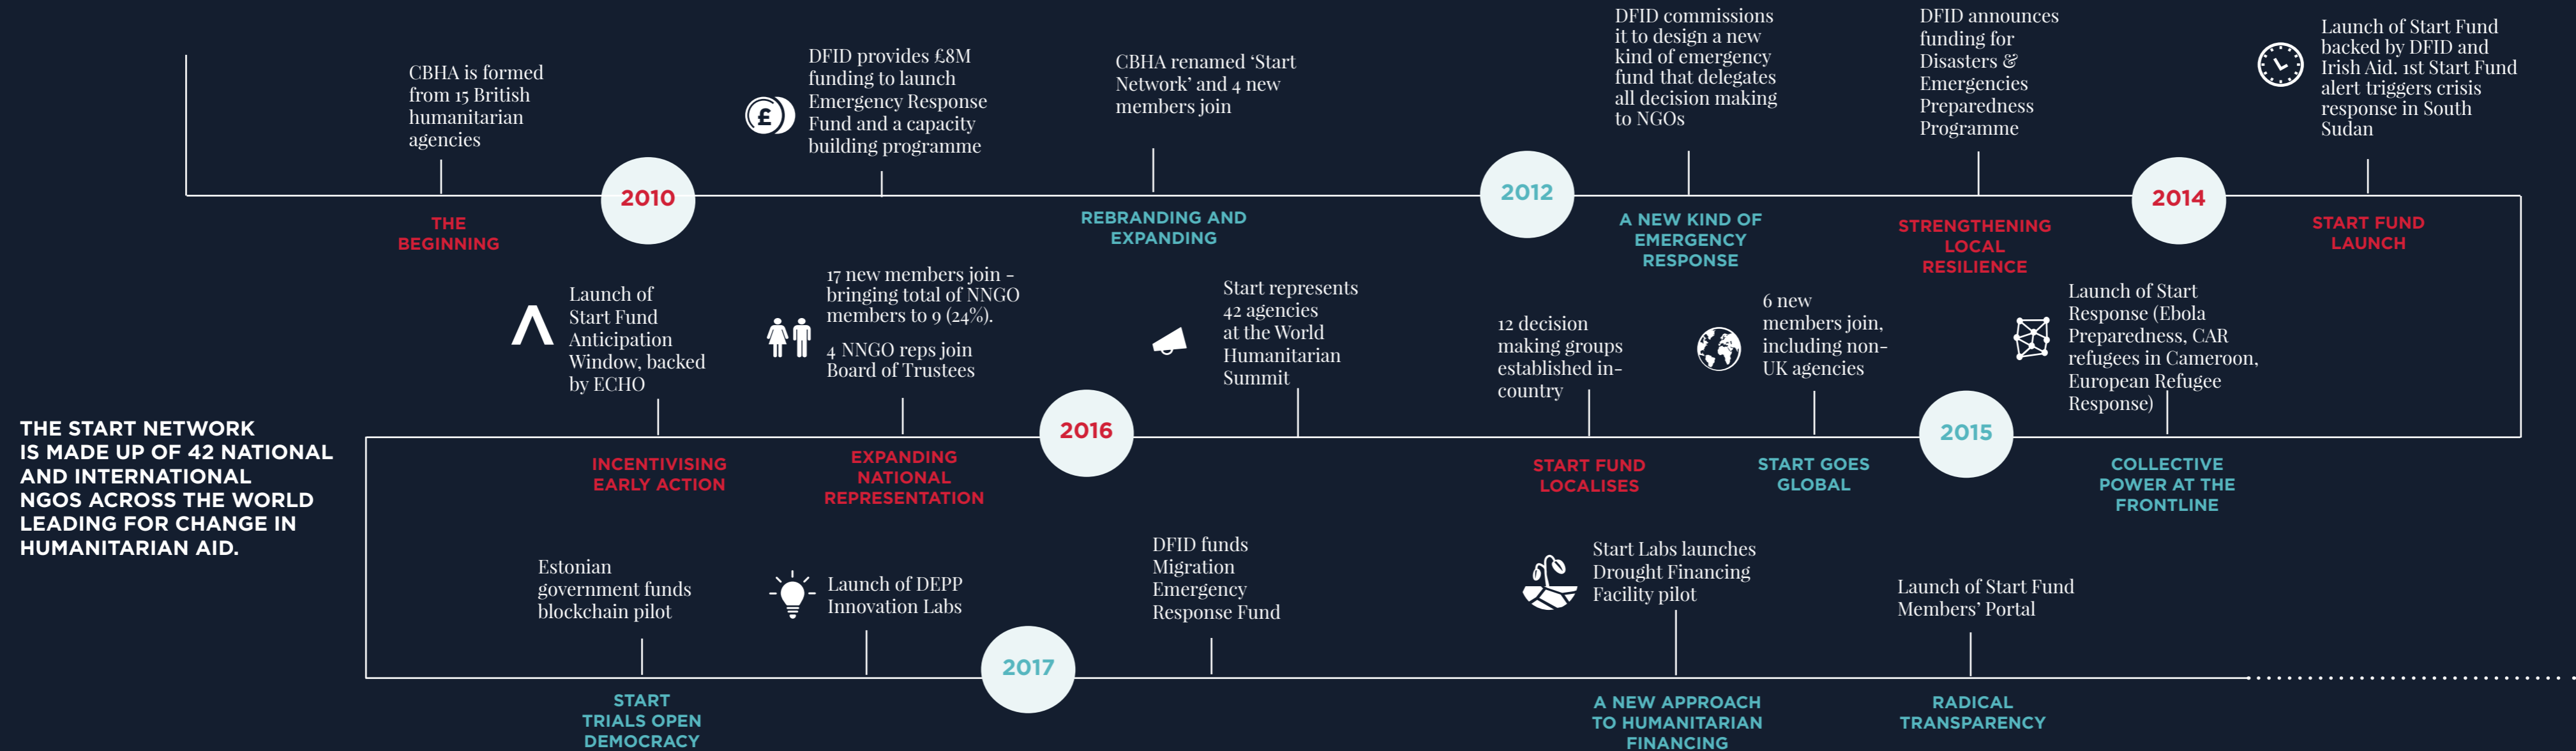 CBHA is formed
from 15 British
humanitarian
agencies
THE
BEGINNING
2010
£
DFID provides £8M
funding to launch
Emergency Response
Fund and a capacity
building programme
CBHA renamed ‘Start
Network’ and 4 new
members join
REBRANDING AND
EXPANDING
2012
DFID commissions
it to design a new
kind of emergency
fund that delegates
all decision making
to NGOs
A NEW KIND OF
EMERGENCY
RESPONSE
DFID announces
funding for
Disasters &
Emergencies
Preparedness
Programme
STRENGTHENING
LOCAL
RESILIENCE
2014
Launch of Start Fund
backed by DFID and
Irish Aid. 1st Start Fund
alert triggers crisis
response in South
Sudan
START FUND
LAUNCH
Launch of Start
Response (Ebola
Preparedness, CAR
refugees in Cameroon,
European Refugee
Response)
COLLECTIVE
POWER AT THE
FRONTLINE
2015
6 new
members join,
including non-
UK agencies
START GOES
GLOBAL
12 decision
making groups
established in-
country
START FUND
LOCALISES
Start represents
42 agencies
at the World
Humanitarian
Summit
2016
17 new members join -
bringing total of NNGO
members to 9 (24%).
4 NNGO reps join
Board of Trustees
EXPANDING
NATIONAL
REPRESENTATION
Launch of
Start Fund
Anticipation
Window, backed
by ECHO
INCENTIVISING
EARLY ACTION
THE START NETWORK
IS MADE UP OF 42 NATIONAL
AND INTERNATIONAL
NGOS ACROSS THE WORLD
LEADING FOR CHANGE IN
HUMANITARIAN AID.
Estonian
government funds
blockchain pilot
START
TRIALS OPEN
DEMOCRACY
Launch of DEPP
Innovation Labs
2017
DFID funds
Migration
Emergency
Response Fund
Start Labs launches
Drought Financing
Facility pilot
A NEW APPROACH
TO HUMANITARIAN
FINANCING
Launch of Start Fund
Members’ Portal
RADICAL
TRANSPARENCY